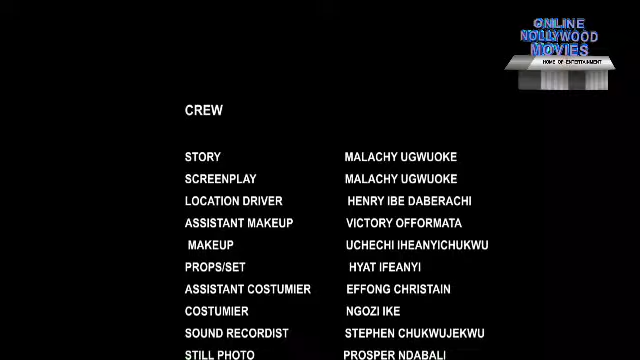 ONLINE
NOLLYWOOD
MOVIES
HOME OF ENTERTAINMENT
CREW
STORY MALACHY UGWUOKE
SCREENPLAY MALACHY UGWUOKE
LOCATION DRIVER HENRY IBE DABERACHI
ASSISTANT MAKEUP VICTORY OFFORMATA
MAKEUP UCHECHI IHEANYICHUKWU
PROPS/SET HYAT IFEANYI
ASSISTANT COSTUMIER EFFONG CHRISTAIN
COSTUMIER NGOZI IKE
SOUND RECORDIST STEPHEN CHUKWUJEKWU
STILL PHOTO PROSPER NDABALI